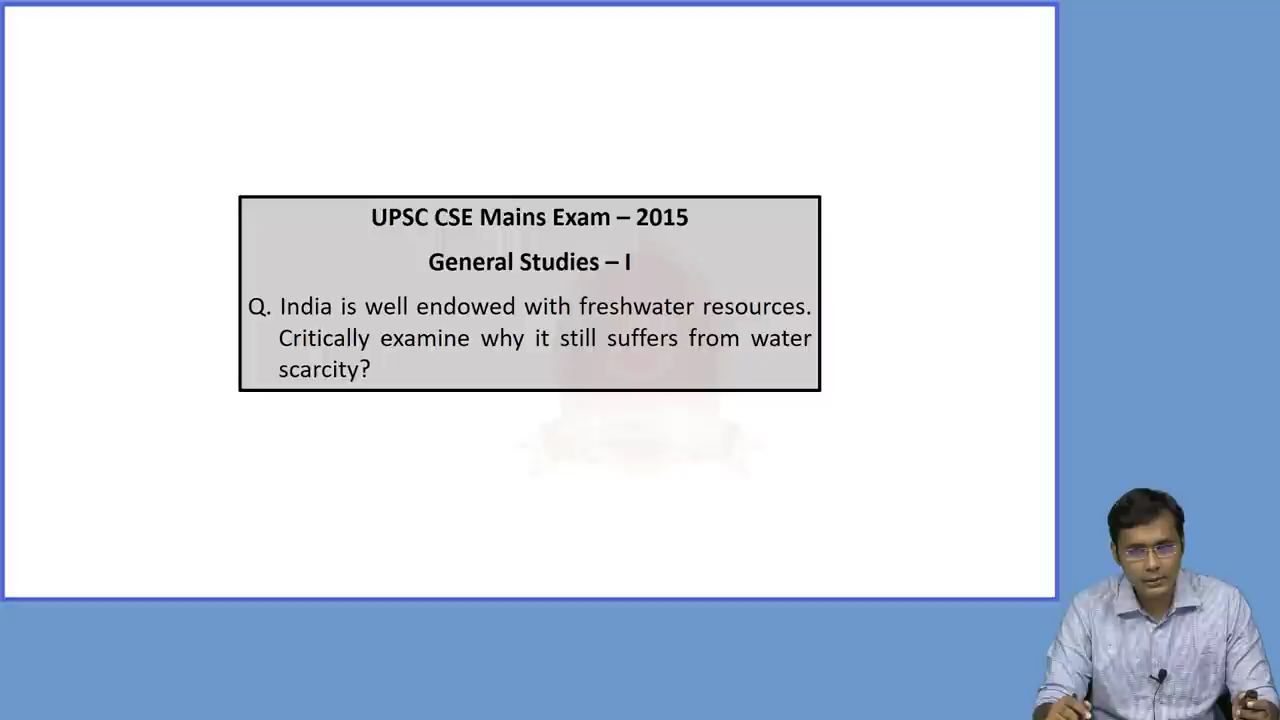 UPSC CSE Mains Exam – 2015
General Studies – I
Q. India is well endowed with freshwater resources.
Critically examine why it still suffers from water
scarcity?